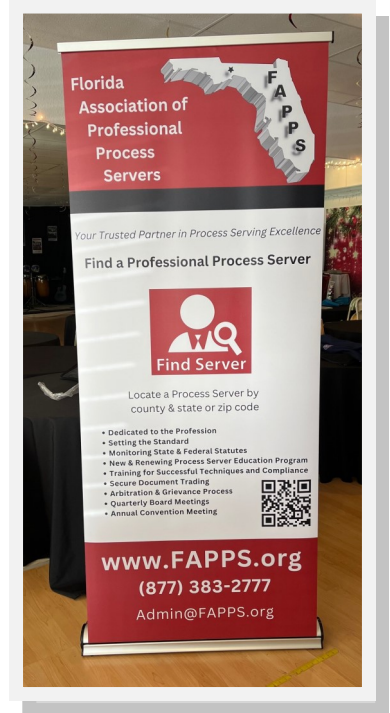 Florida
Association of
Professional
Process
Servers
FAPPS
Your Trusted Partner in Process Serving Excellence
Find a Professional Process Server
Find Server
Locate a Process Server by
county & state or zip code
• Dedicated to the Profession
• Setting the Standard
• Monitoring State & Federal Statutes
• New & Renewing Process Server Education Program
• Training for Successful Techniques and Compliance
• Secure Document Trading
• Arbitration & Grievance Process
• Quarterly Board Meetings
• Annual Convention Meeting
www.FAPPS.org
(877) 383-2777
Admin@FAPPS.org